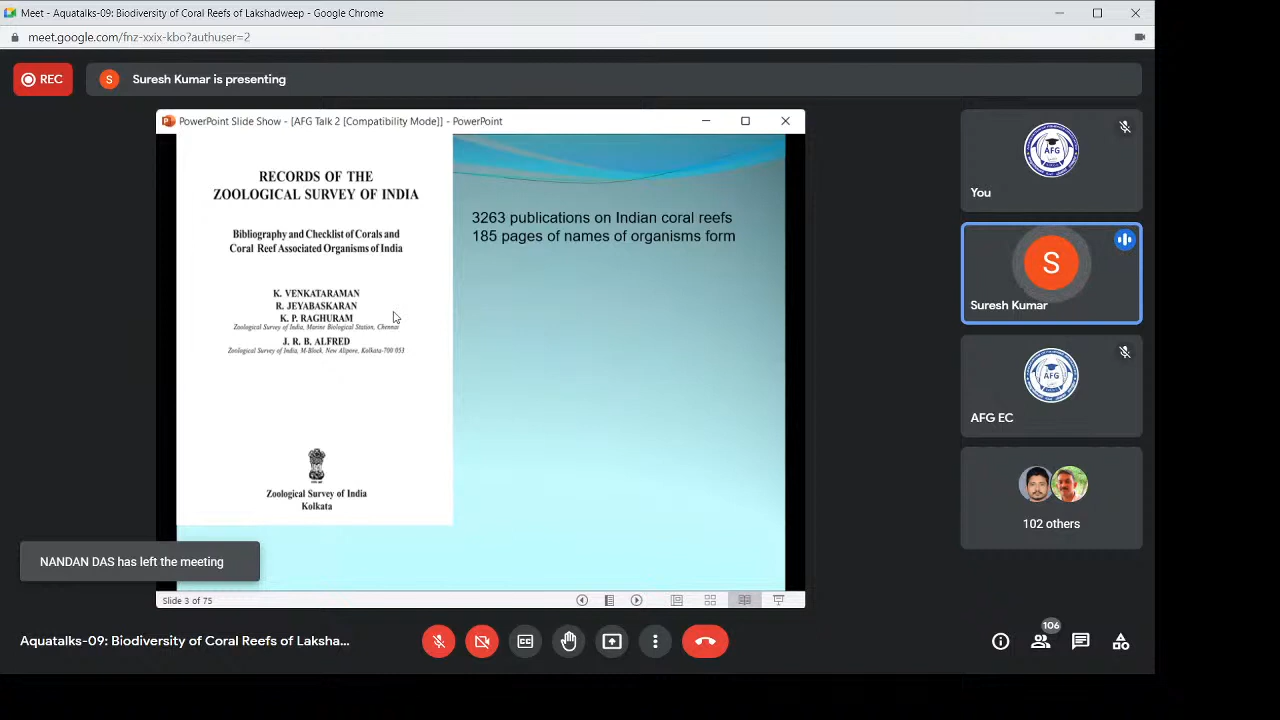 Meet - Aquatalks-09: Biodiversity of Coral Reefs of Lakshadweep - Google Chrome
meet.google.com/fnz-xxix-kbo?authuser=2
REC
S
Suresh Kumar is presenting
PowerPoint Slide Show - [AFG Talk 2 [Compatibility Mode]] - PowerPoint
RECORDS OF THE
ZOOLOGICAL SURVEY OF INDIA
Bibliography and Checklist of Corals and
Coral Reef Associated Organisms of India
K. VENKATARAMAN
R. JEYABASKARAN
K. P. RAGHURAM
Zoological Survey of India, Marine Biological Station, Chennai
J. R. B. ALFRED
Zoological Survey of India, M-Block, New Alipore, Kolkata-700 053
Zoological Survey of India
Kolkata
3263 publications on Indian coral reefs
185 pages of names of organisms form
Slide 3 of 75
AFG
You
S
Suresh Kumar
AFG
AFG EC
102 others
NANDAN DAS has left the meeting
Aquatalks-09: Biodiversity of Coral Reefs of Laksha...
CC
106